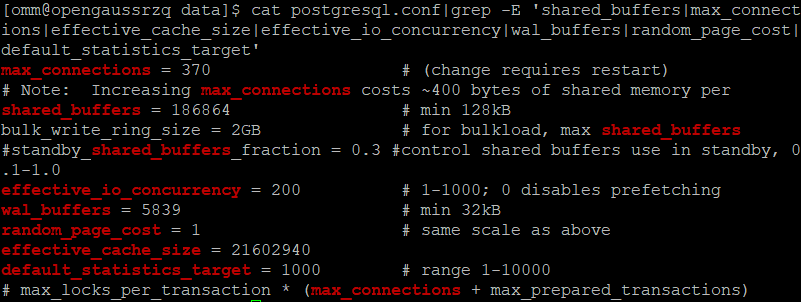 [omm@opengaussrzq data]$ cat postgresql.conf|grep -E 'shared_buffers|max_connect
ions|effective_cache_size|effective_io_concurrency|wal_buffers|random_page_cost|
default_statistics_target'
max_connections = 370 # (change requires restart)
# Note: Increasing max_connections costs ~400 bytes of shared memory per
shared_buffers = 186864 # min 128kB
bulk_write_ring_size = 2GB # for bulkload, max shared_buffers
#standby_shared_buffers_fraction = 0.3 #control shared buffers use in standby, 0
.1-1.0
effective_io_concurrency = 200 # 1-1000; 0 disables prefetching
wal_buffers = 5839 # min 32kB
random_page_cost = 1 # same scale as above
effective_cache_size = 21602940
default_statistics_target = 1000 # range 1-10000
# max_locks_per_transaction * (max_connections + max_prepared_transactions)